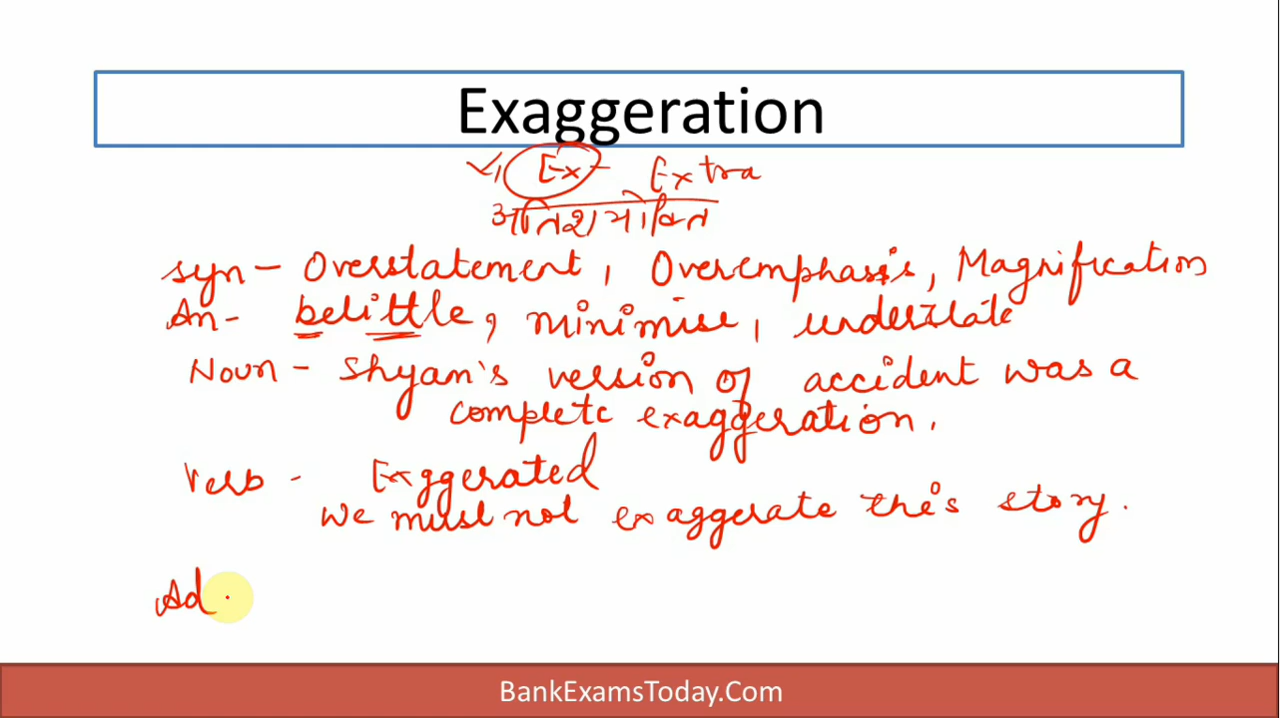 Exaggeration
Ex - Extra
अतिशयोक्ति
Syn - Overstatement, Overemphasis, Magnification
An - belittle, minimise, understate
Noun - Shyam's version of accident was a
complete exaggeration.
Verb - Exggerated
We must not exaggerate this story.
Ad
BankExamsToday.Com